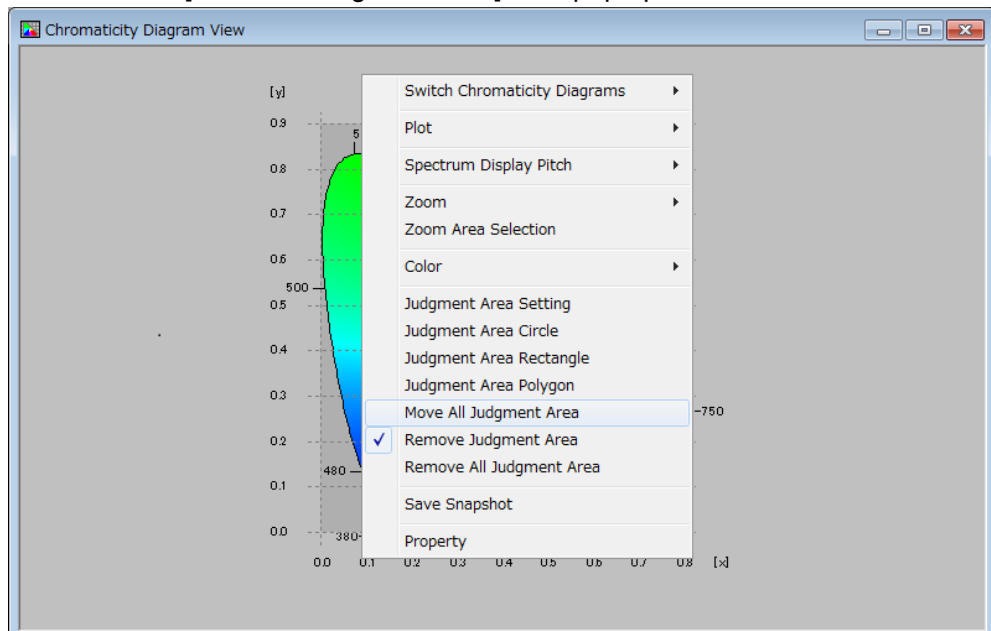 Chromaticity Diagram View
[y]
0.9
5
0.8
0.7
0.6
500
0.5
0.4
0.3
750
0.2
480
0.1
0.0
380
0.0 0.1 0.2 0.3 0.4 0.5 0.6 0.7 0.8 [x]
Switch Chromaticity Diagrams
Plot
Spectrum Display Pitch
Zoom
Zoom Area Selection
Color
Judgment Area Setting
Judgment Area Circle
Judgment Area Rectangle
Judgment Area Polygon
Move All Judgment Area
Remove Judgment Area
Remove All Judgment Area
Save Snapshot
Property